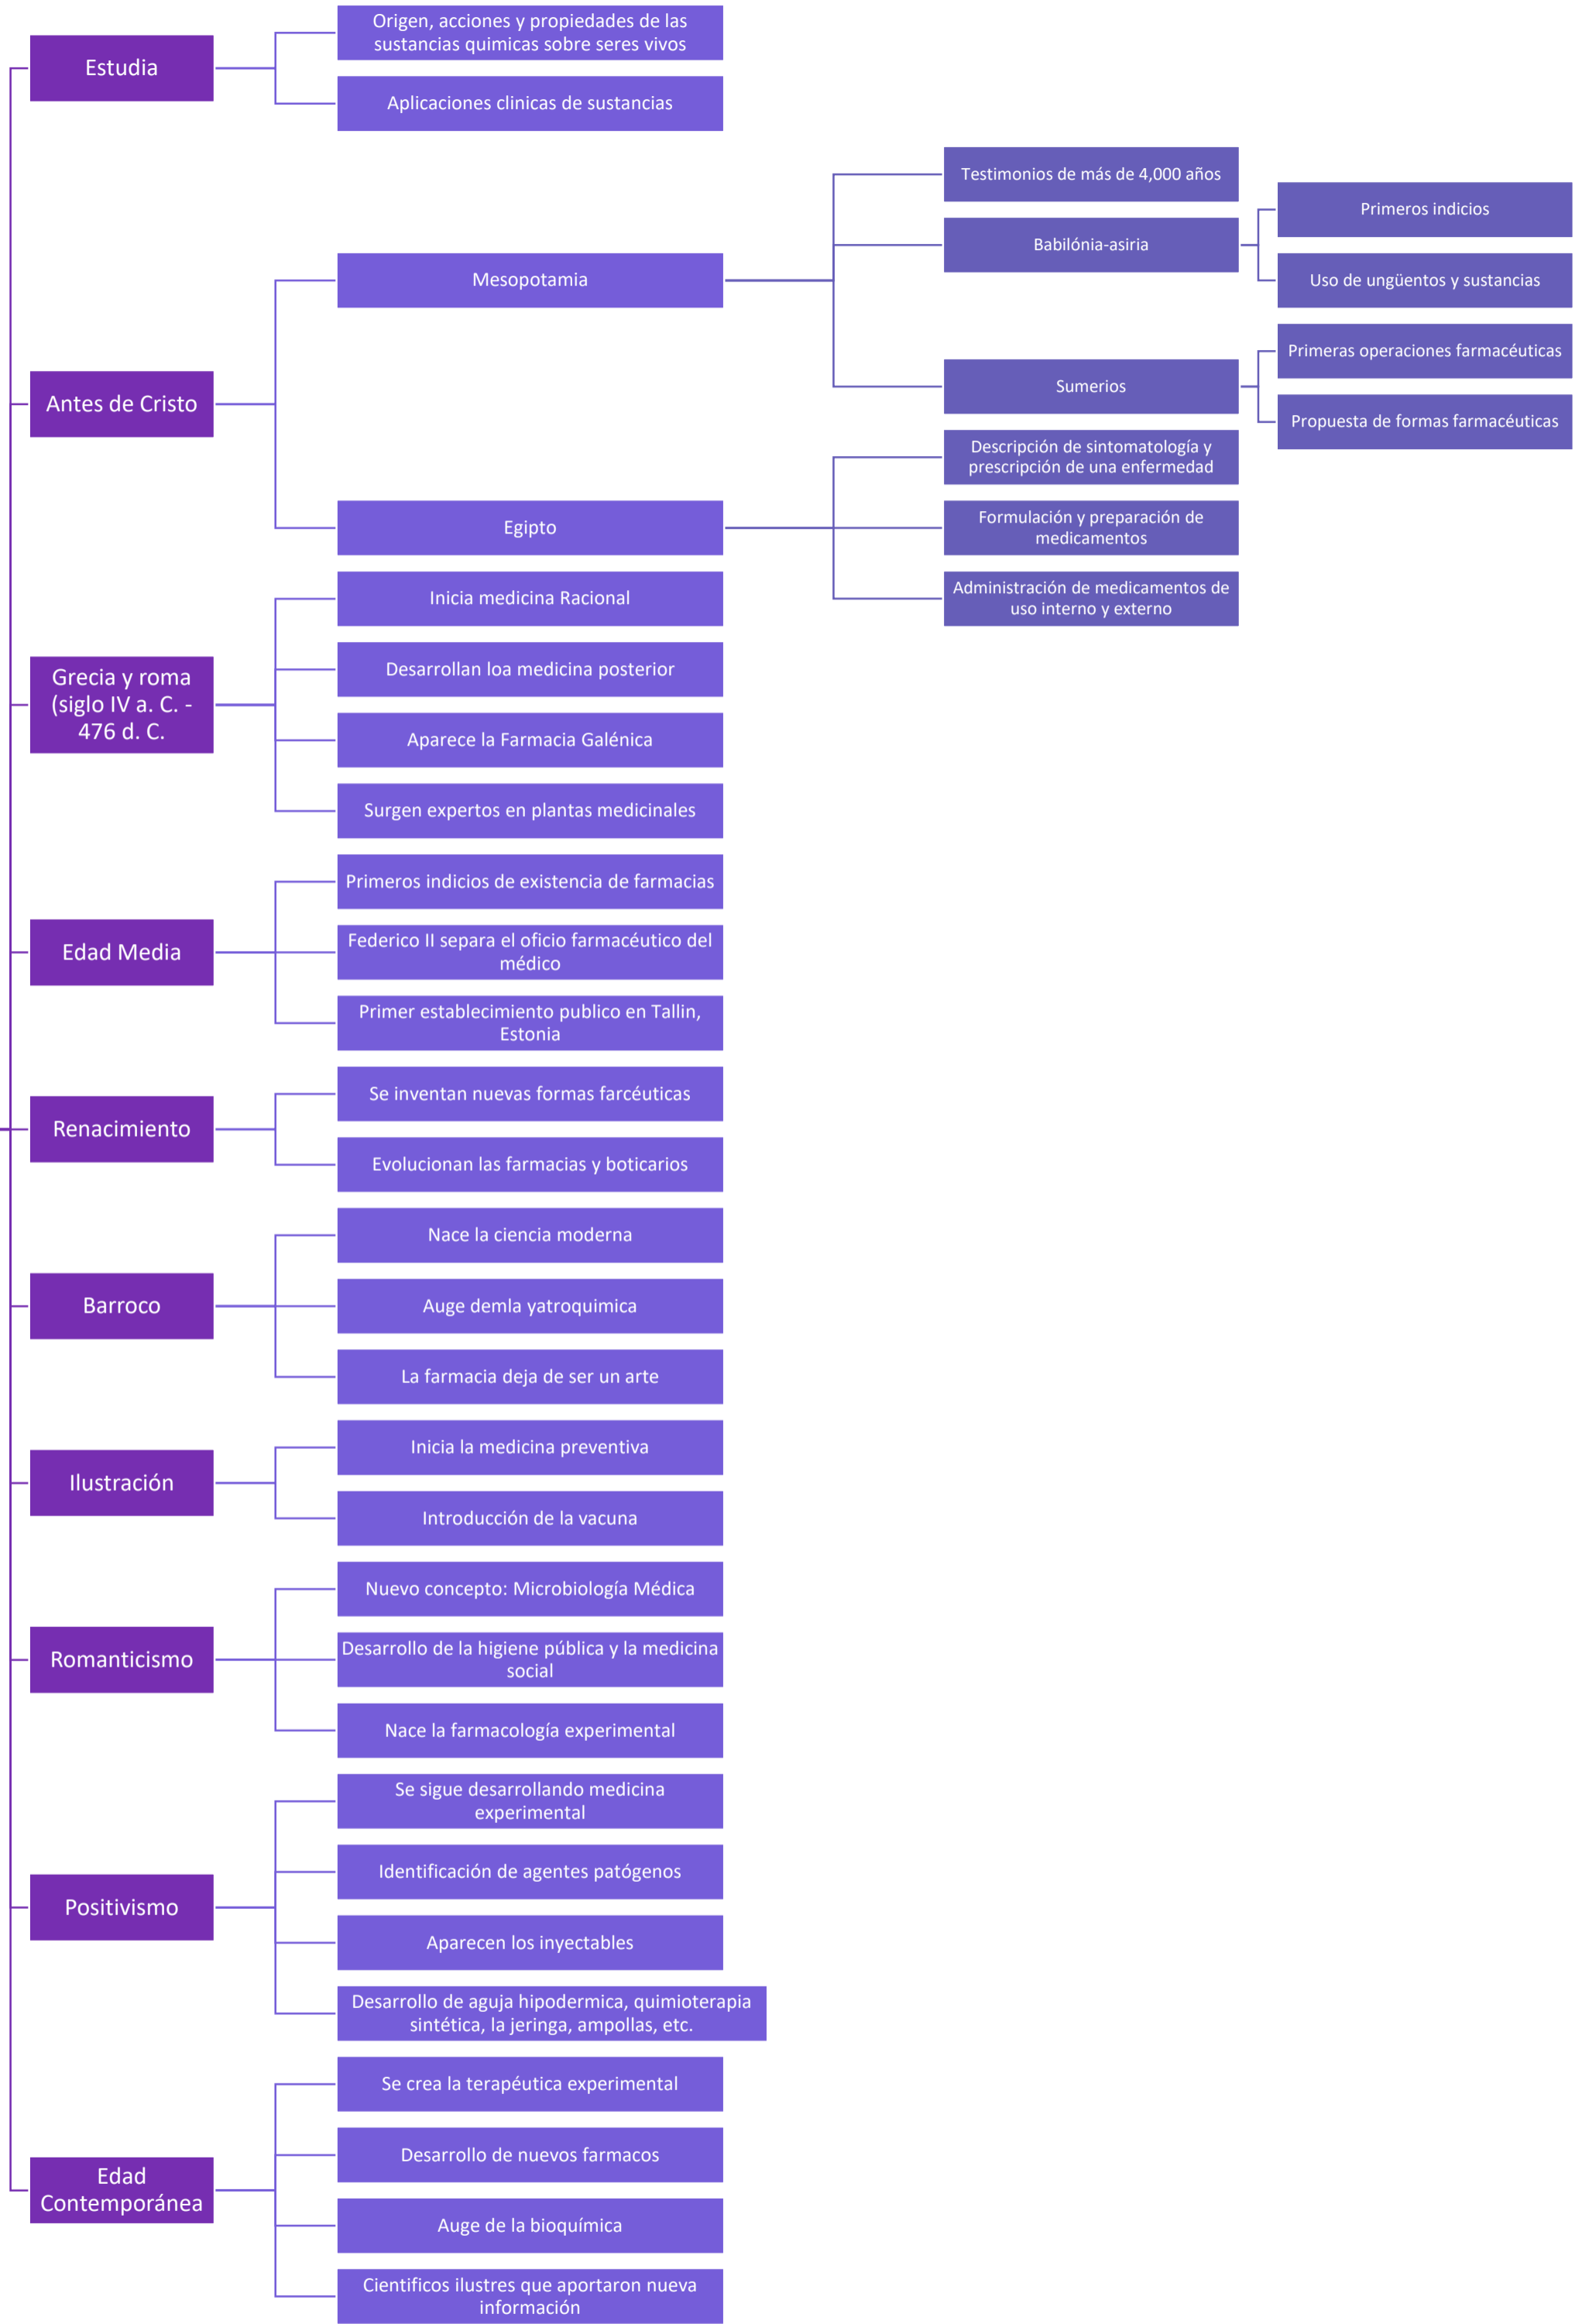 Estudia
Origen, acciones y propiedades de las
sustancias quimicas sobre seres vivos
Aplicaciones clinicas de sustancias
Antes de Cristo
Mesopotamia
Testimonios de más de 4,000 años
Babilónia-asiria
Primeros indicios
Uso de ungüentos y sustancias
Sumerios
Primeras operaciones farmacéuticas
Propuesta de formas farmacéuticas
Egipto
Descripción de sintomatología y
prescripción de una enfermedad
Formulación y preparación de
medicamentos
Administración de medicamentos de
uso interno y externo
Grecia y roma
(siglo IV a. C. -
476 d. C.
Inicia medicina Racional
Desarrollan loa medicina posterior
Aparece la Farmacia Galénica
Surgen expertos en plantas medicinales
Edad Media
Primeros indicios de existencia de farmacias
Federico II separa el oficio farmacéutico del
médico
Primer establecimiento publico en Tallin,
Estonia
Renacimiento
Se inventan nuevas formas farcéuticas
Evolucionan las farmacias y boticarios
Barroco
Nace la ciencia moderna
Auge demla yatroquimica
La farmacia deja de ser un arte
Ilustración
Inicia la medicina preventiva
Introducción de la vacuna
Romanticismo
Nuevo concepto: Microbiología Médica
Desarrollo de la higiene pública y la medicina
social
Nace la farmacología experimental
Positivismo
Se sigue desarrollando medicina
experimental
Identificación de agentes patógenos
Aparecen los inyectables
Desarrollo de aguja hipodermica, quimioterapia
sintética, la jeringa, ampollas, etc.
Edad
Contemporánea
Se crea la terapéutica experimental
Desarrollo de nuevos farmacos
Auge de la bioquímica
Cientificos ilustres que aportaron nueva
información